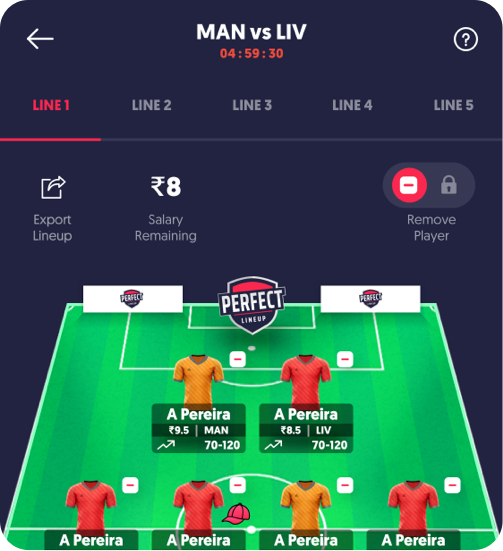 MAN vs LIV
04 : 59 : 30
LINE 1
LINE 2
LINE 3
LINE 4
LINE 5
₹8
Export
Lineup
Salary
Remaining
Remove
Player
PERFECT
LINEUP
PERFECT
LINEUP
PERFECT
LINEUP
A Pereira
₹9.5 | MAN
70-120
A Pereira
₹8.5 | LIV
70-120
A Pereira
A Pereira
A Pereira
A Pereira